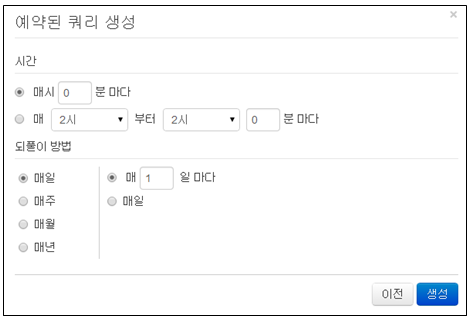 예약된 쿼리 생성 ×
시간
매시 0 분 마다
매 2시 부터 2시 0 분 마다
되풀이 방법
매일 매 1 일 마다
매주 매일
매월
매년
이전 생성